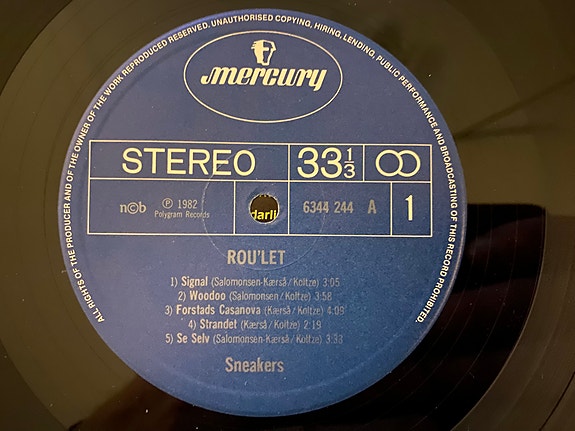 ALL RIGHTS OF THE PRODUCER AND OF THE OWNER OF THE WORK REPRODUCED RESERVED. UNAUTHORISED COPYING, HIRING, LENDING, PUBLIC PERFORMANCE AND BROADCASTING OF THIS RECORD PROHIBITED.
mercury
STEREO 33 1/3
n©b ℗ 1982
Polygram Records
darli
6344 244 A 1
ROU'LET
1) Signal (Salomonsen-Kærså/Koltze) 3:05
2) Woodoo (Salomonsen/Koltze) 3:58
3) Forstads Casanova (Kærså/Koltze) 4:09
4) Strandet (Kærså/Koltze) 2:19
5) Se Selv (Salomonsen-Kærså/Koltze) 3:33
Sneakers